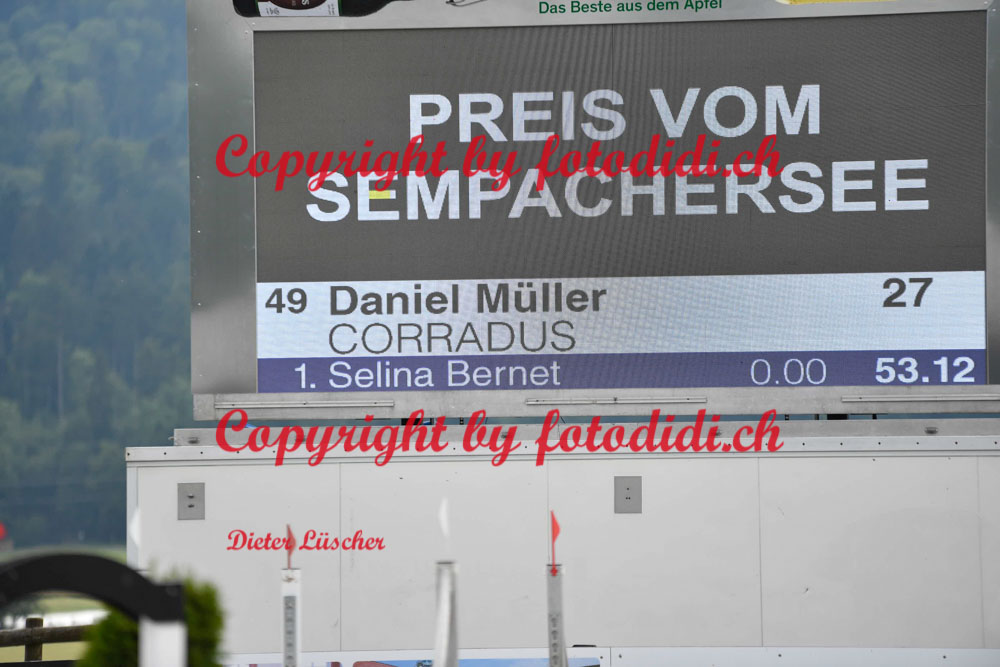 Das Beste aus dem Apfel
PREIS VOM
Copyright by fotodidi.ch
SEMPACHERSEE
49 Daniel Müller 27
CORRADUS
1. Selina Bernet 0.00 53.12
Copyright by fotodidi.ch
Dieter Lüscher